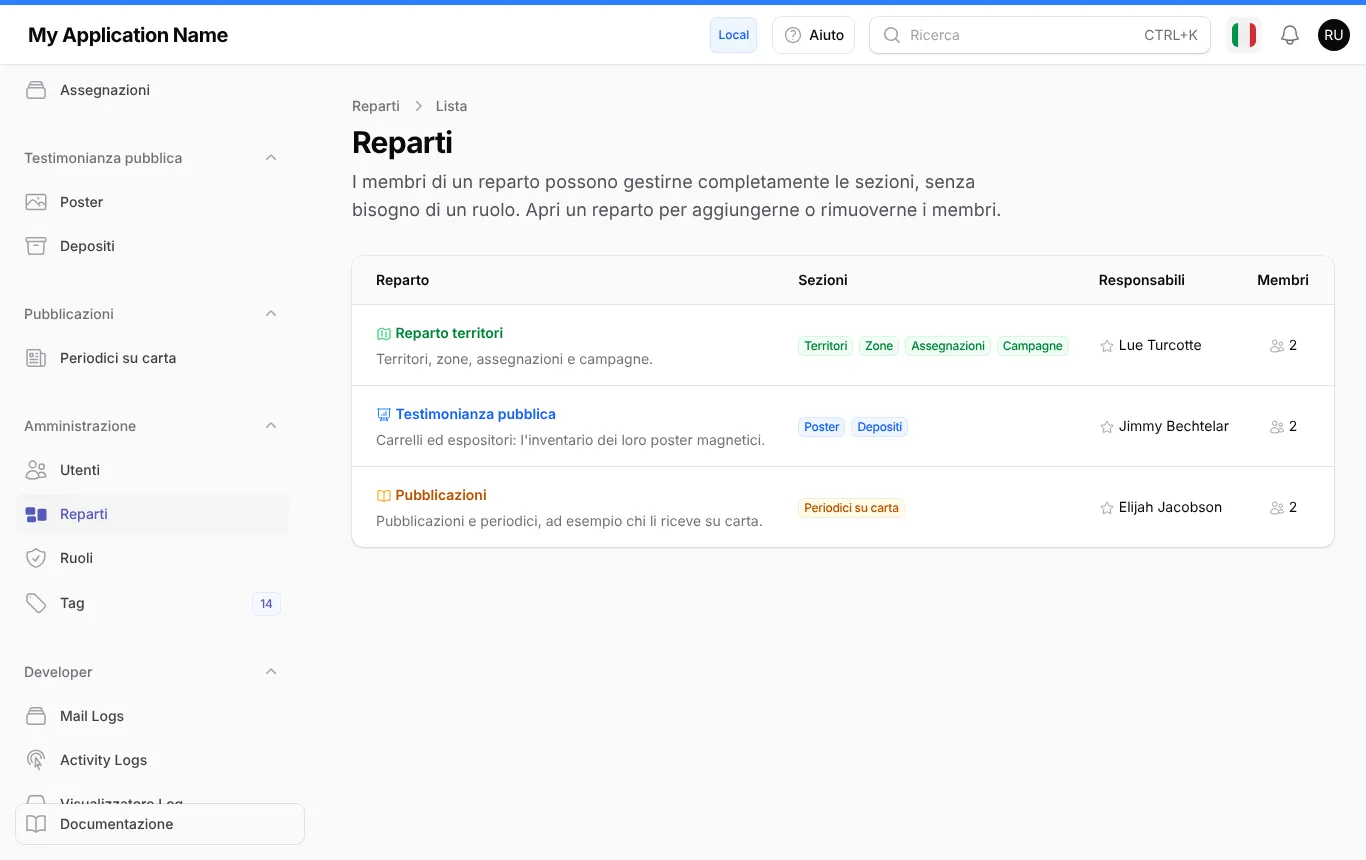 My Application Name
Local
Aiuto
Ricerca
CTRL+K
RU
Assegnazioni
Testimonianza pubblica
Poster
Depositi
Pubblicazioni
Periodici su carta
Amministrazione
Utenti
Reparti
Ruoli
Tag
14
Developer
Mail Logs
Activity Logs
Visualizzatore Log
Documentazione
Reparti
Lista
Reparti
I membri di un reparto possono gestirne completamente le sezioni, senza
bisogno di un ruolo. Apri un reparto per aggiungerne o rimuoverne i membri.
Reparto
Sezioni
Responsabili
Membri
Reparto territori
Territori, zone, assegnazioni e campagne.
Territori
Zone
Assegnazioni
Campagne
Lue Turcotte
2
Testimonianza pubblica
Carrelli ed espositori: l'inventario dei loro poster magnetici.
Poster
Depositi
Jimmy Bechtelar
2
Pubblicazioni
Pubblicazioni e periodici, ad esempio chi li riceve su carta.
Periodici su carta
Elijah Jacobson
2